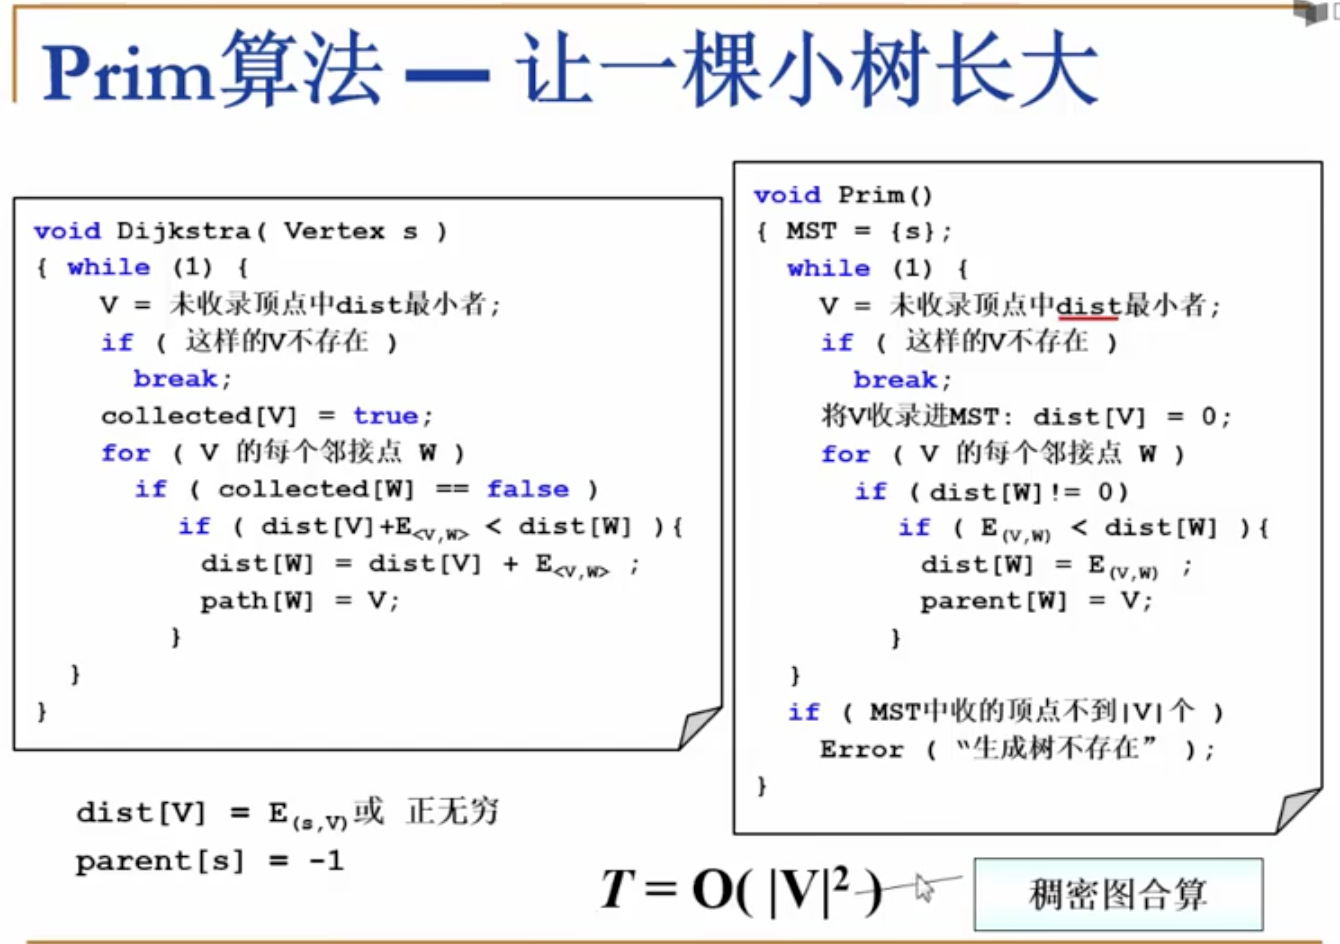 Prim算法 — 让一棵小树长大
void Dijkstra( Vertex s )
{ while (1) {
V = 未收录顶点中dist最小者;
if ( 这样的V不存在 )
break;
collected[V] = true;
for ( V 的每个邻接点 W )
if ( collected[W] == false )
if ( dist[V]+E<V,W> < dist[W] ){
dist[W] = dist[V] + E<V,W> ;
path[W] = V;
}
}
}
dist[V] = E(s,V)或 正无穷
parent[s] = -1
void Prim()
{ MST = {s};
while (1) {
V = 未收录顶点中dist最小者;
if ( 这样的V不存在 )
break;
将V收录进MST: dist[V] = 0;
for ( V 的每个邻接点 W )
if ( dist[W]!= 0)
if ( E(V,W) < dist[W] ){
dist[W] = E(V,W) ;
parent[W] = V;
}
}
if ( MST中收的顶点不到|V|个 )
Error ( “生成树不存在” );
}
T = O( |V|² )
稠密图合算